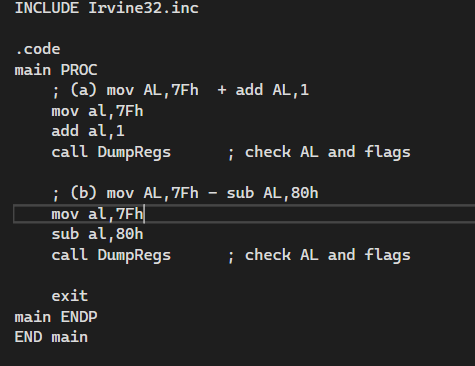 INCLUDE Irvine32.inc
.code
main PROC
; (a) mov AL,7Fh  + add AL,1
mov al,7Fh
add al,1
call DumpRegs      ; check AL and flags
; (b) mov AL,7Fh - sub AL,80h
mov al,7Fh
sub al,80h
call DumpRegs      ; check AL and flags
exit
main ENDP
END main